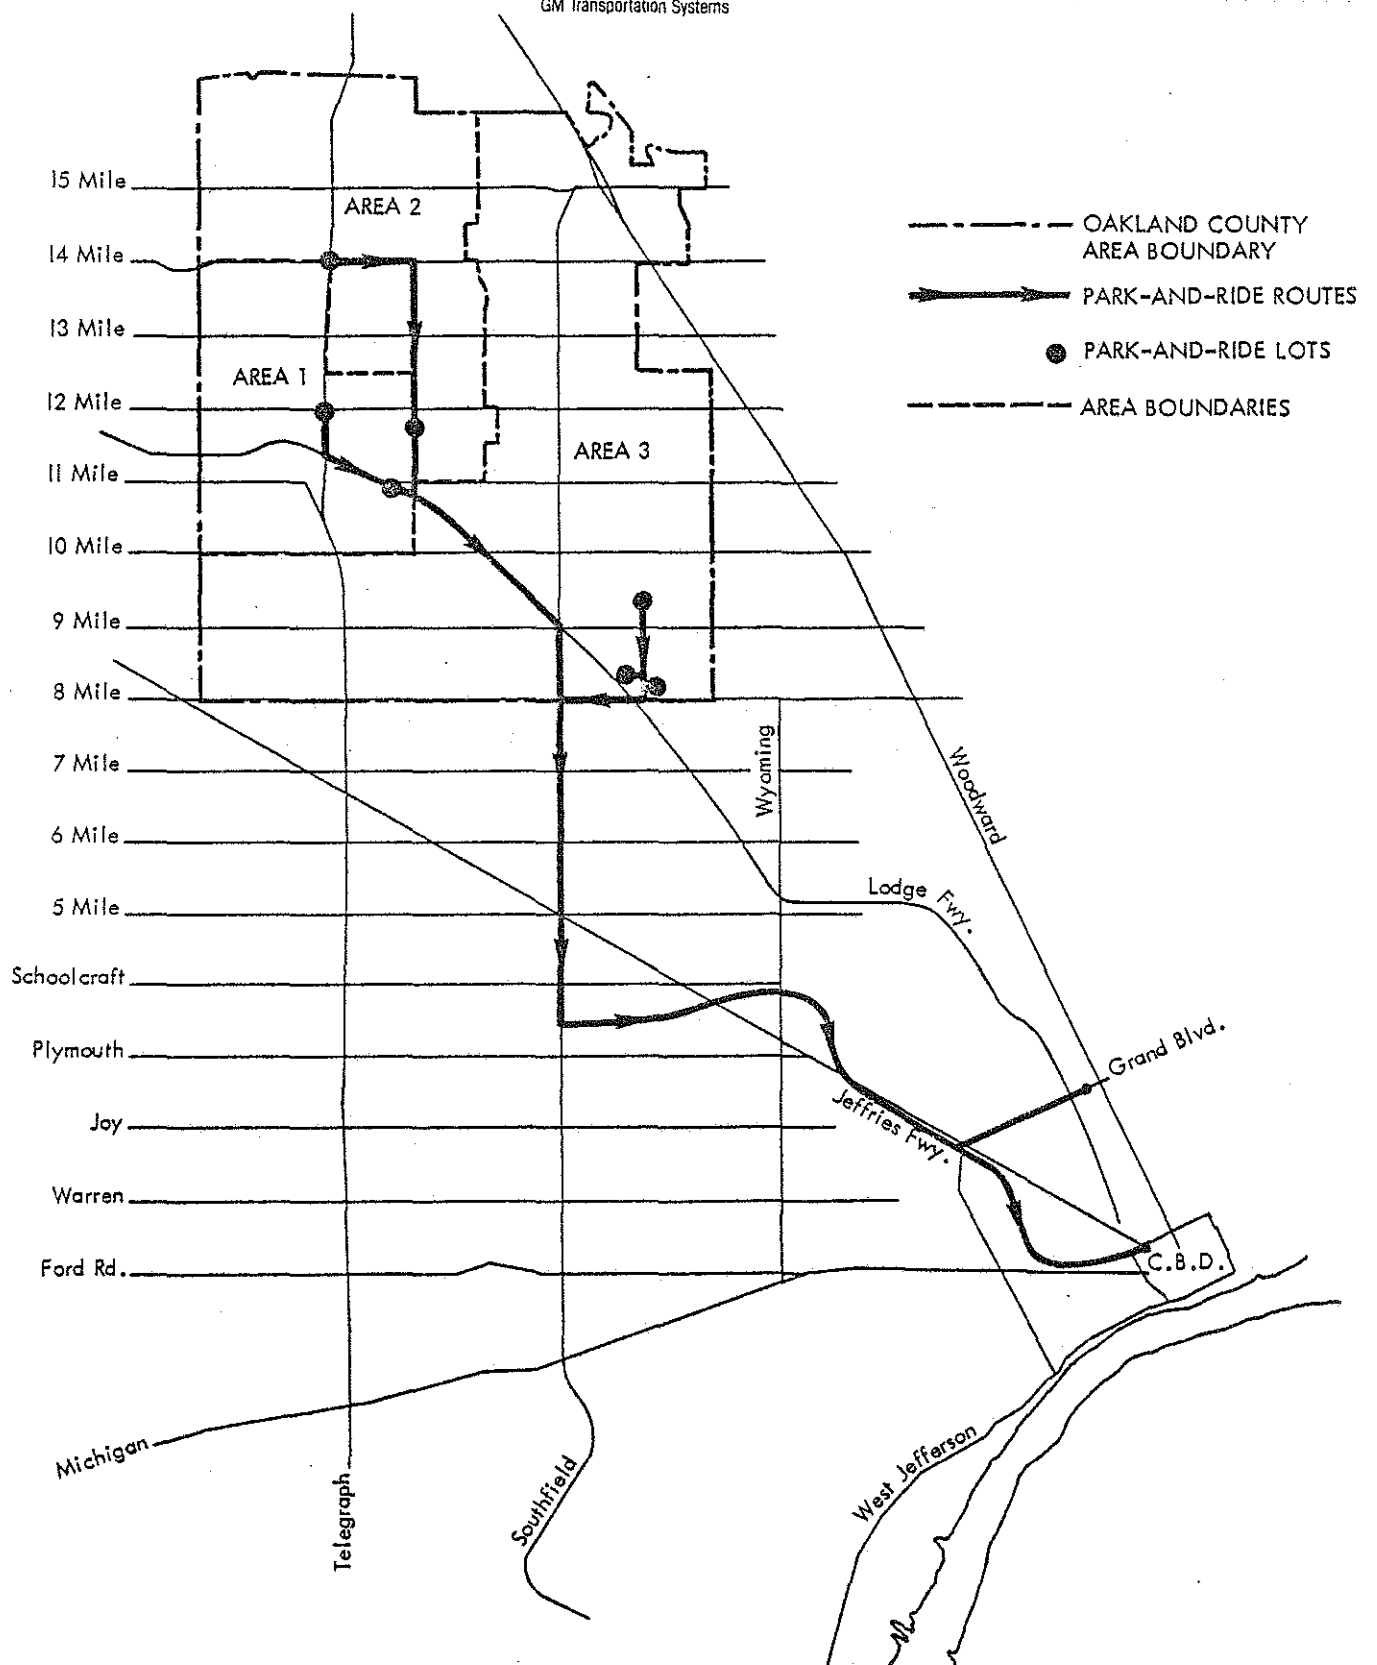 GM Transportation Systems
15 Mile
AREA 2
OAKLAND COUNTY
AREA BOUNDARY
14 Mile
PARK-AND-RIDE ROUTES
13 Mile
PARK-AND-RIDE LOTS
AREA 1
12 Mile
AREA BOUNDARIES
AREA 3
11 Mile
10 Mile
9 Mile
8 Mile
Wyoming
Woodward
7 Mile
6 Mile
Lodge Fwy.
5 Mile
Schoolcraft
Grand Blvd.
Plymouth
Jeffries Fwy.
Joy
Warren
Ford Rd.
C.B.D.
Michigan
Telegraph
Southfield
West Jefferson